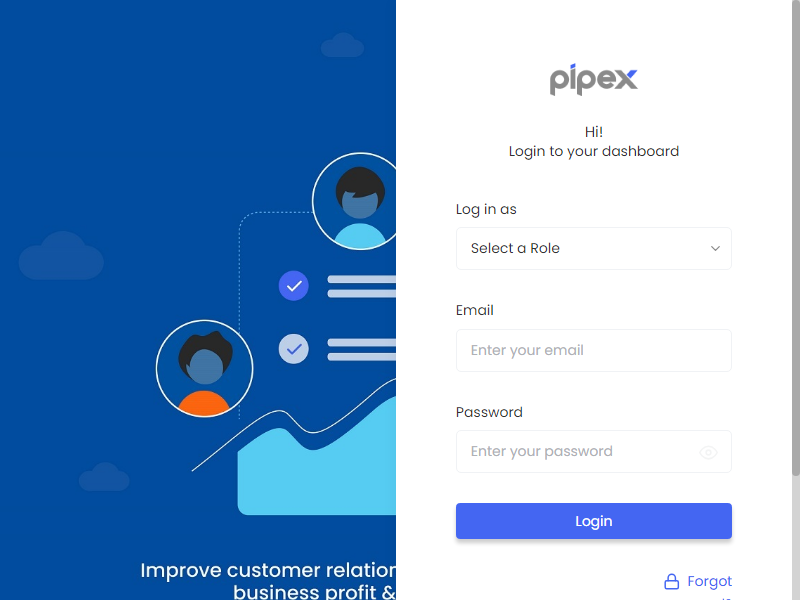 Improve customer relation
business profit &
pipex
Hi!
Login to your dashboard
Log in as
Select a Role
Email
Enter your email
Password
Enter your password
Login
Forgot